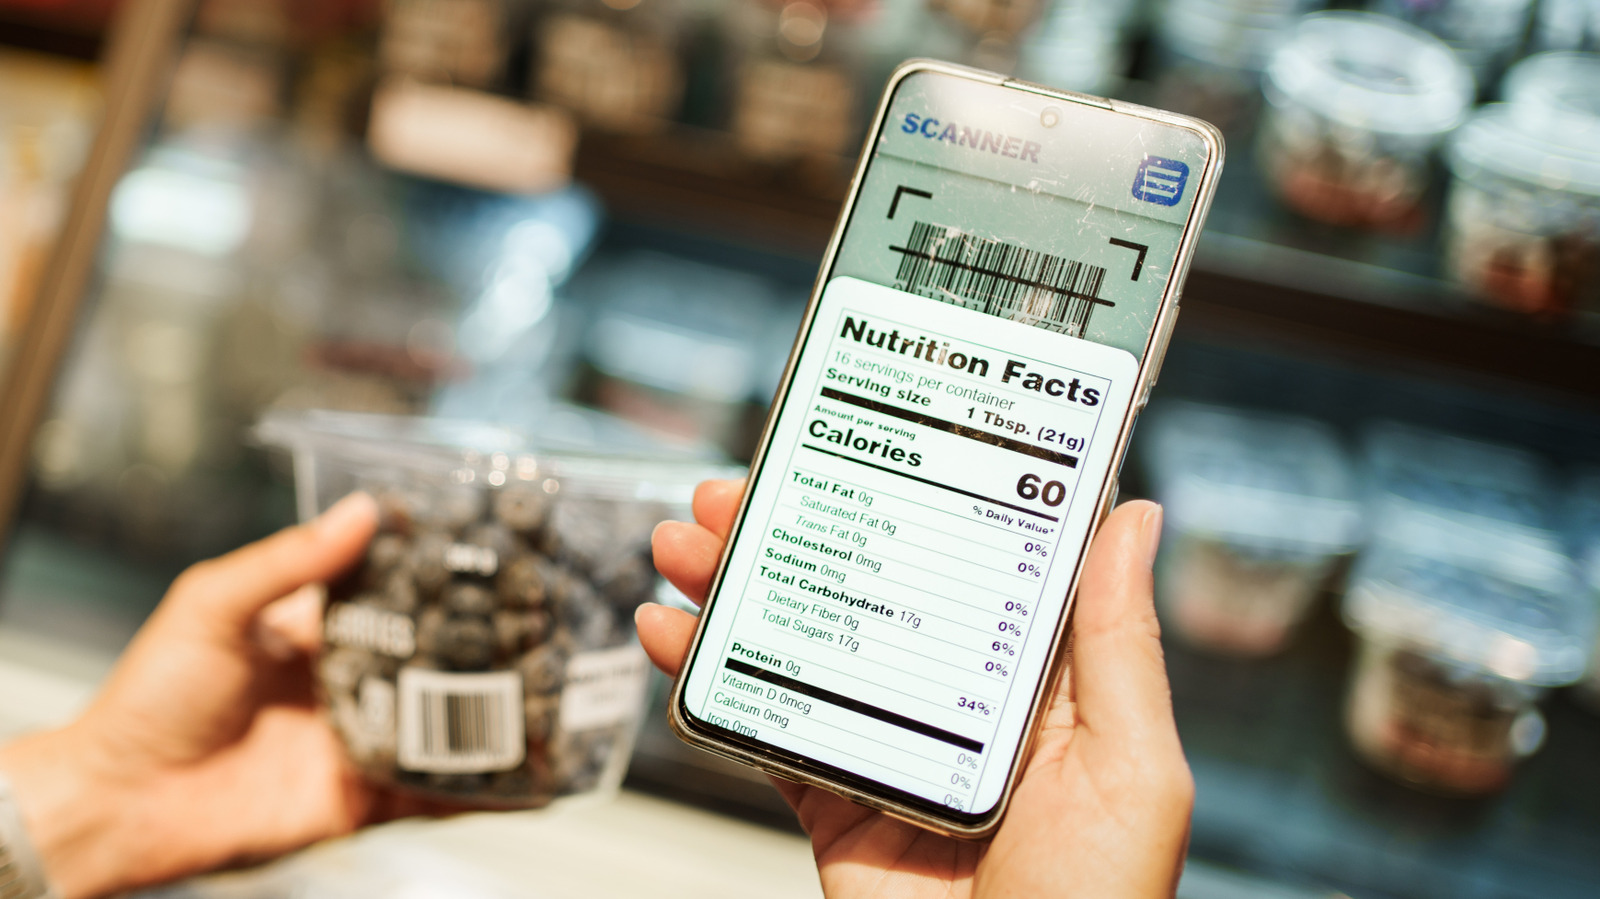 SCANNER
Nutrition Facts
16 servings per container
Serving size 1 Tbsp. (21g)
Amount per serving
Calories 60
% Daily Value*
Total Fat 0g 0%
Saturated Fat 0g 0%
Trans Fat 0g
Cholesterol 0mg 0%
Sodium 0mg 0%
Total Carbohydrate 17g 6%
Dietary Fiber 0g 0%
Total Sugars 17g
34%
Protein 0g
Vitamin D 0mcg 0%
Calcium 0mg 0%
Iron 0mg 0%